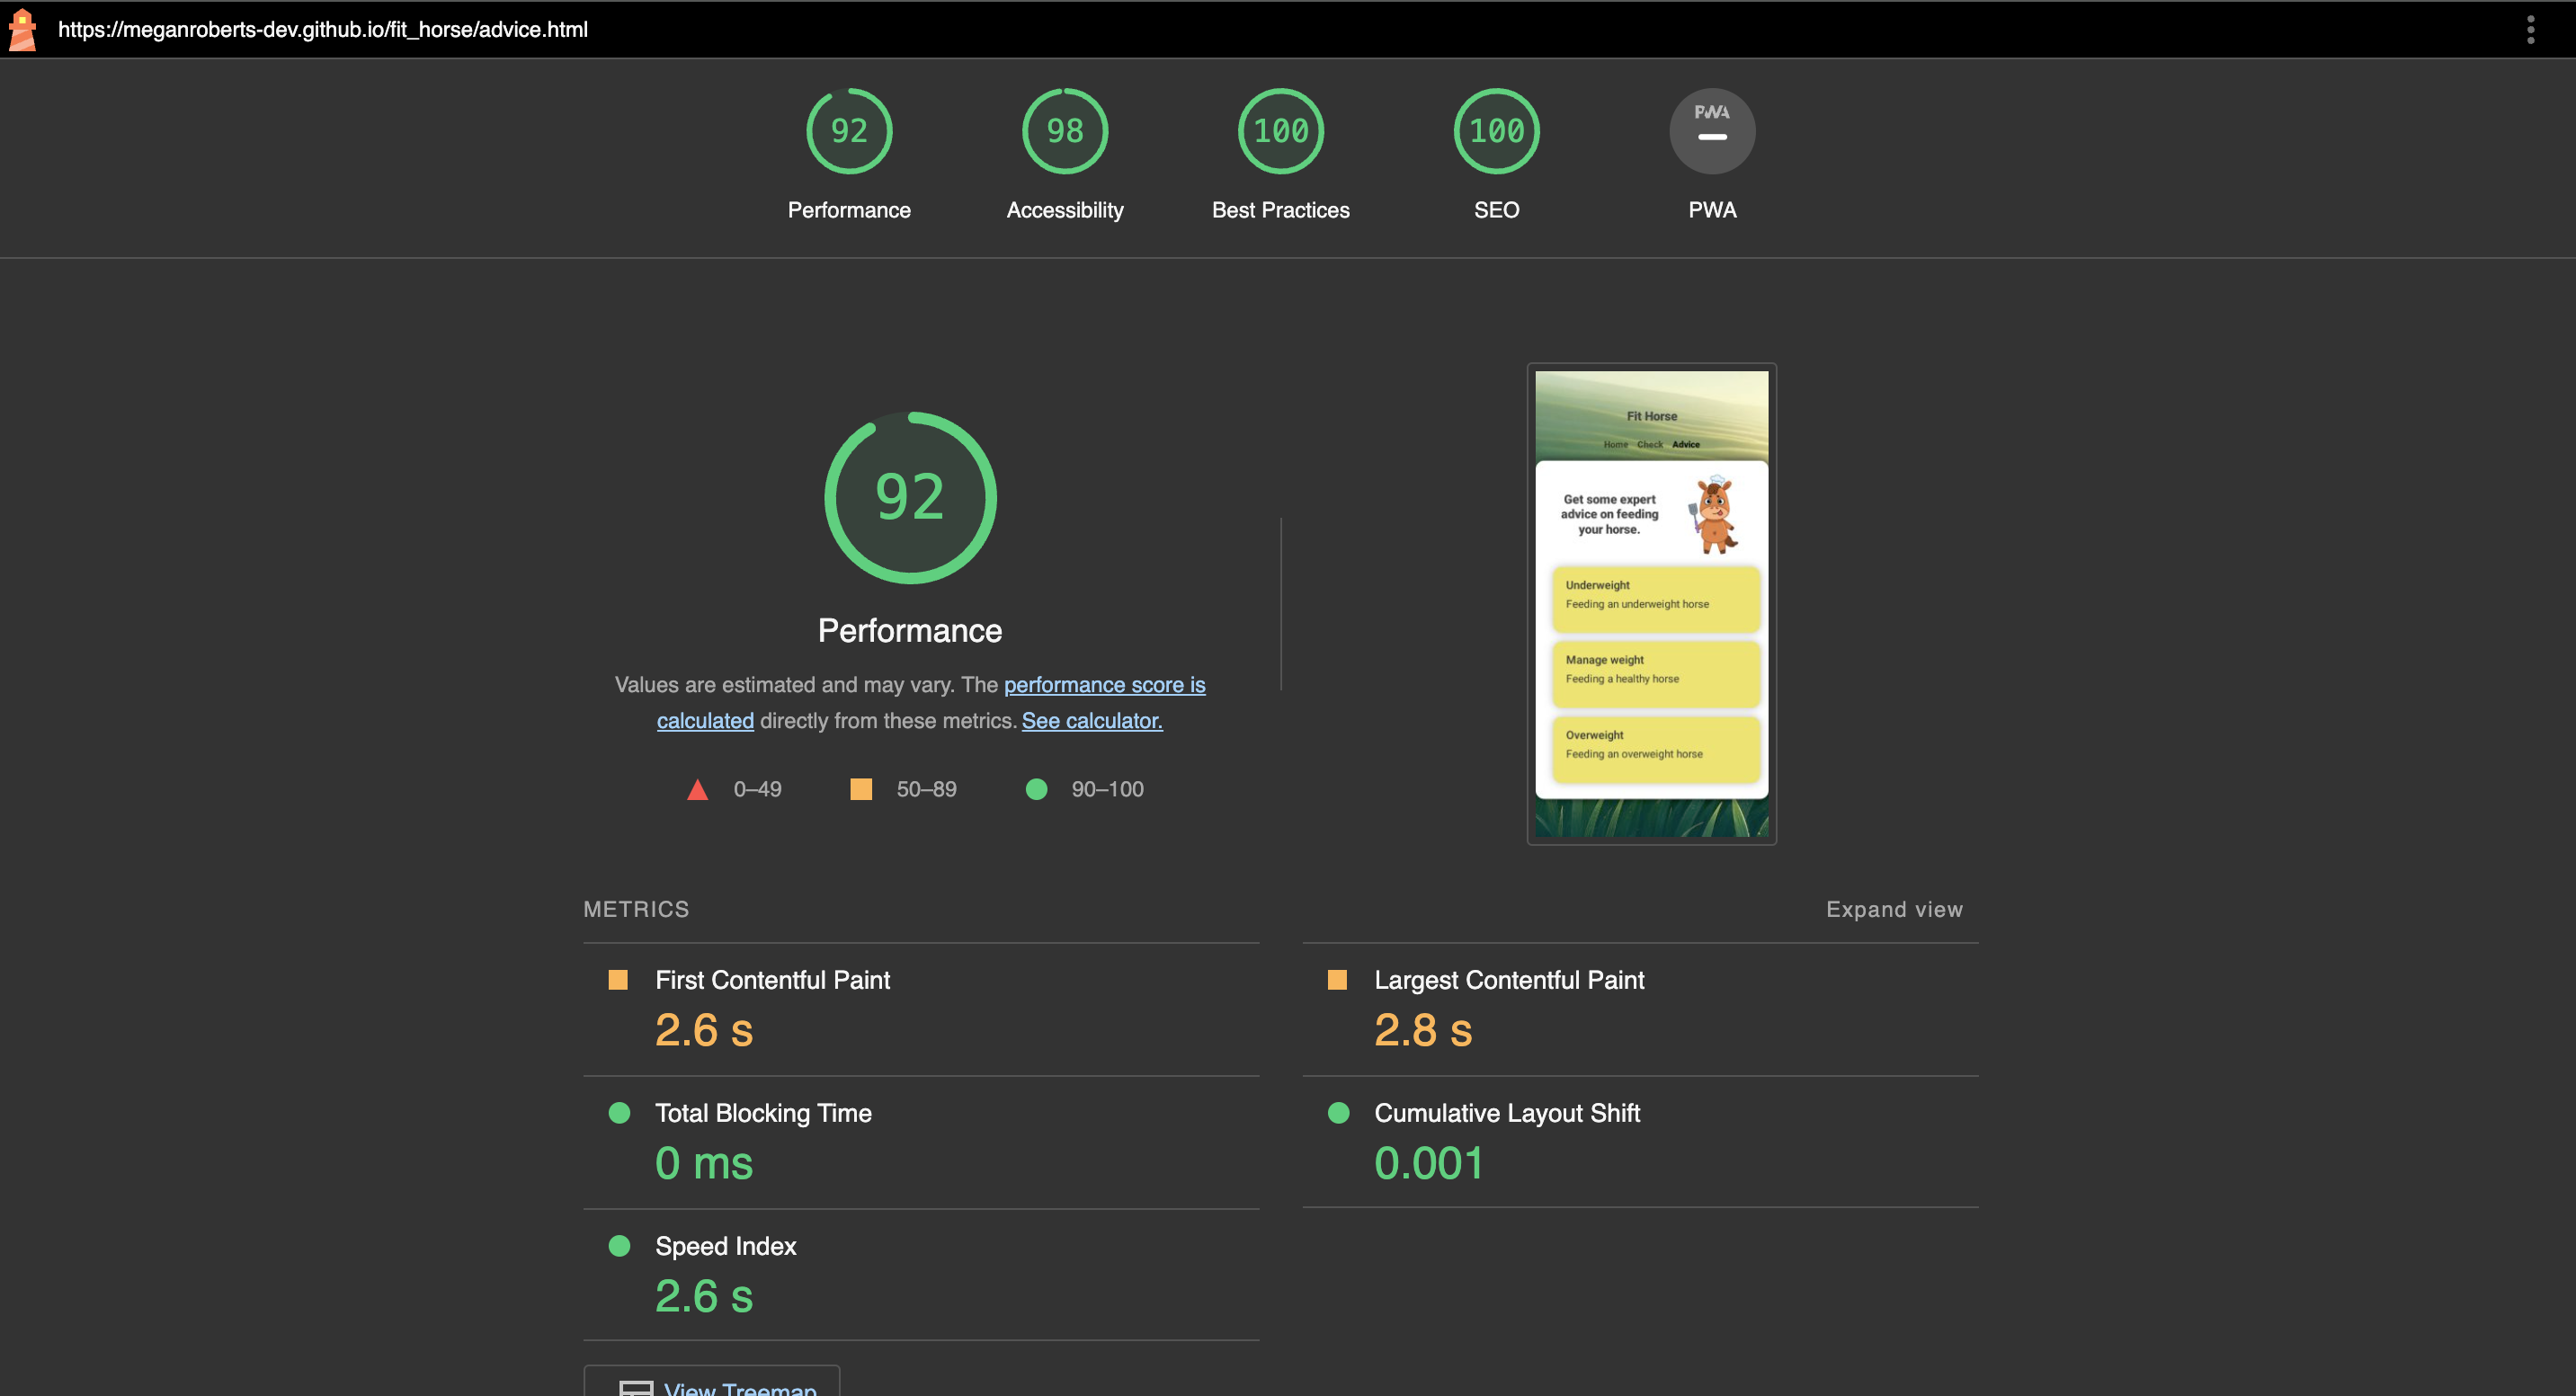 https://meganroberts-dev.github.io/fit_horse/advice.html
92
98
100
100
PWA
Performance
Accessibility
Best Practices
SEO
PWA
92
Performance
Values are estimated and may vary. The performance score is
calculated directly from these metrics. See calculator.
0–49
50–89
90–100
Fit Horse
Home Check Advice
Get some expert
advice on feeding
your horse.
Underweight
Feeding an underweight horse
Manage weight
Feeding a healthy horse
Overweight
Feeding an overweight horse
METRICS
Expand view
First Contentful Paint
2.6 s
Largest Contentful Paint
2.8 s
Total Blocking Time
0 ms
Cumulative Layout Shift
0.001
Speed Index
2.6 s
View Treemap